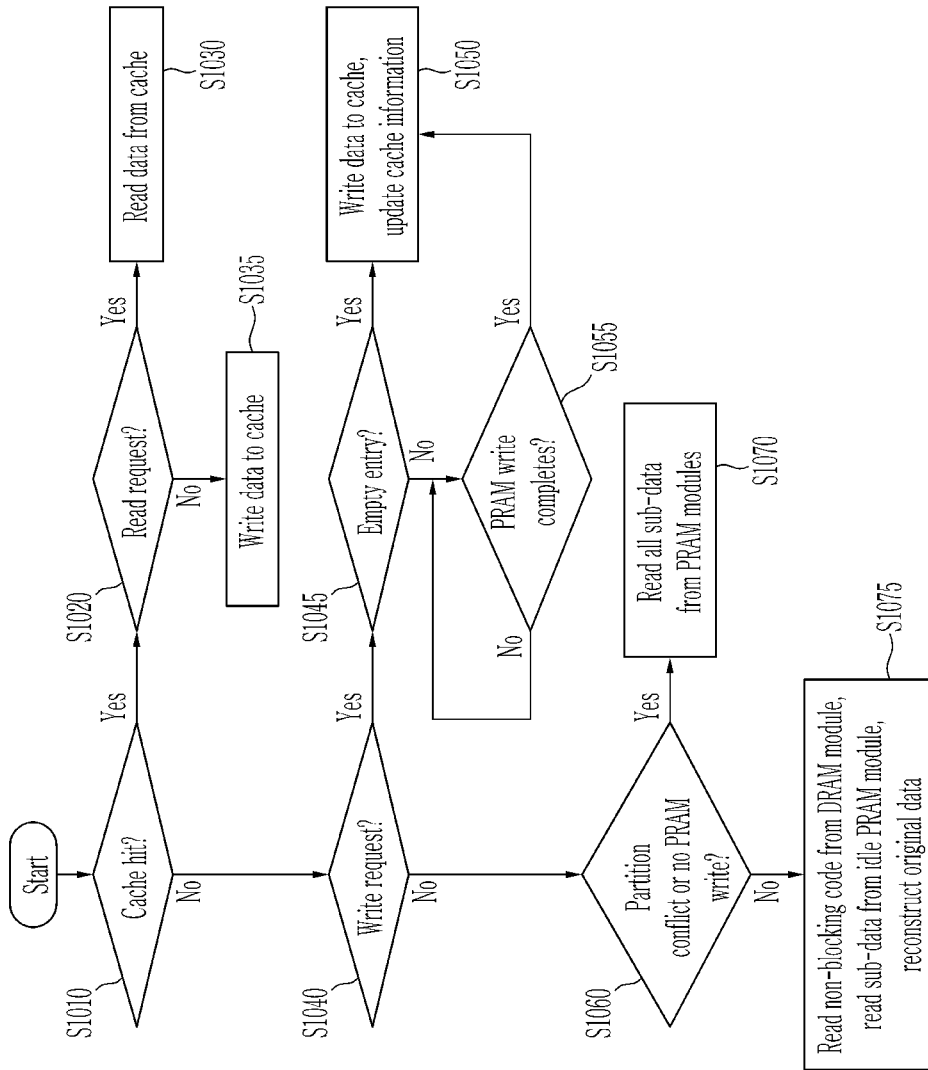 Start
S1010
Cache hit?
Yes
No
S1020
Read request?
Yes
No
Read data from cache
S1030
S1035
Write data to cache
S1040
Write request?
Yes
No
S1045
Empty entry?
Yes
No
Write data to cache,
update cache information
S1050
PRAM write
completes?
Yes
No
S1055
S1060
Partition
conflict or no PRAM
write?
Yes
No
Read all sub-data
from PRAM modules
S1070
S1075
Read non-blocking code from DRAM module,
read sub-data from idle PRAM module,
reconstruct original data